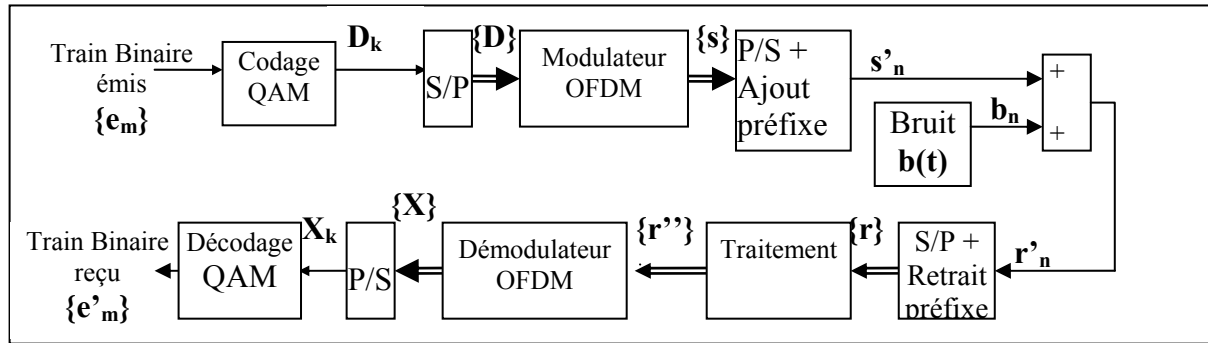 Train Binaire
émis
{e_m}
Codage
QAM
D_k
S/P
{D}
Modulateur
OFDM
{s}
P/S +
Ajout
préfixe
s'_n
Bruit
b(t)
b_n
+
+
Train Binaire
reçu
{e'_m}
Décodage
QAM
X_k
P/S
{X}
Démodulateur
OFDM
{r''}
Traitement
{r}
S/P +
Retrait
préfixe
r'_n